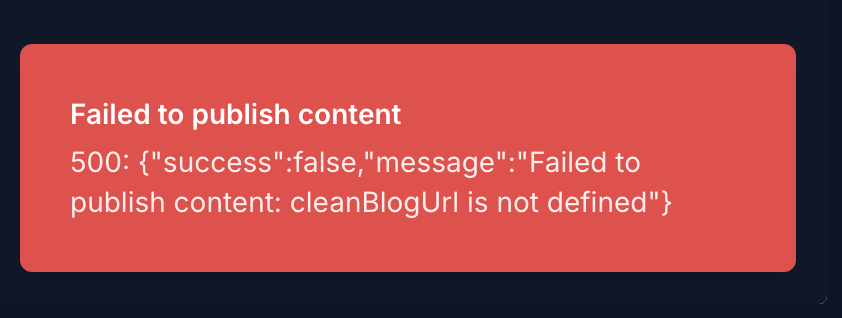 Failed to publish content
500: {"success":false,"message":"Failed to
publish content: cleanBlogUrl is not defined"}